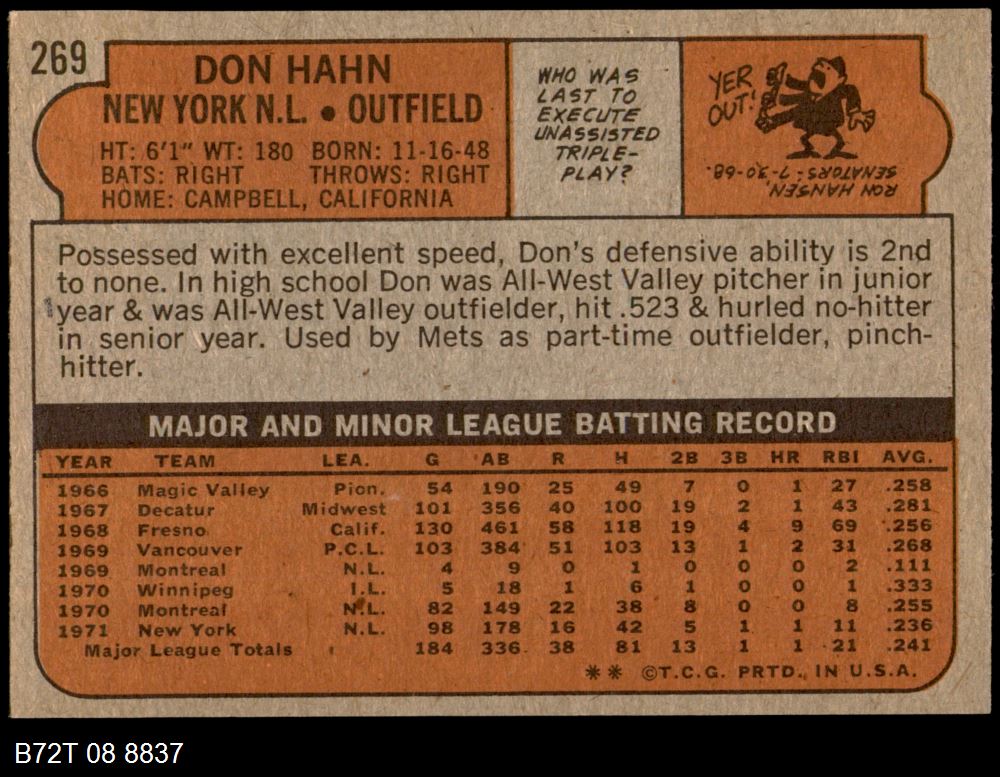 269
DON HAHN
NEW YORK N.L. • OUTFIELD
HT: 6'1" WT: 180 BORN: 11-16-48
BATS: RIGHT THROWS: RIGHT
HOME: CAMPBELL, CALIFORNIA
WHO WAS
LAST TO
EXECUTE
UNASSISTED
TRIPLE-
PLAY?
YER
OUT!
RON HANSEN,
SENATORS - 7-30-68.
Possessed with excellent speed, Don's defensive ability is 2nd
to none. In high school Don was All-West Valley pitcher in junior
year & was All-West Valley outfielder, hit .523 & hurled no-hitter
in senior year. Used by Mets as part-time outfielder, pinch-
hitter.
MAJOR AND MINOR LEAGUE BATTING RECORD
YEAR TEAM LEA. G AB R H 2B 3B HR RBI AVG.
1966 Magic Valley Pion. 54 190 25 49 7 0 1 27 .258
1967 Decatur Midwest 101 356 40 100 19 2 1 43 .281
1968 Fresno Calif. 130 461 58 118 19 4 9 69 .256
1969 Vancouver P.C.L. 103 384 51 103 13 1 2 31 .268
1969 Montreal N.L. 4 9 0 1 0 0 0 2 .111
1970 Winnipeg I.L. 5 18 1 6 1 0 0 1 .333
1970 Montreal N.L. 82 149 22 38 8 0 0 8 .255
1971 New York N.L. 98 178 16 42 5 1 1 11 .236
Major League Totals 184 336 38 81 13 1 1 21 .241
** ©T.C.G. PRTD. IN U.S.A.
B72T 08 8837